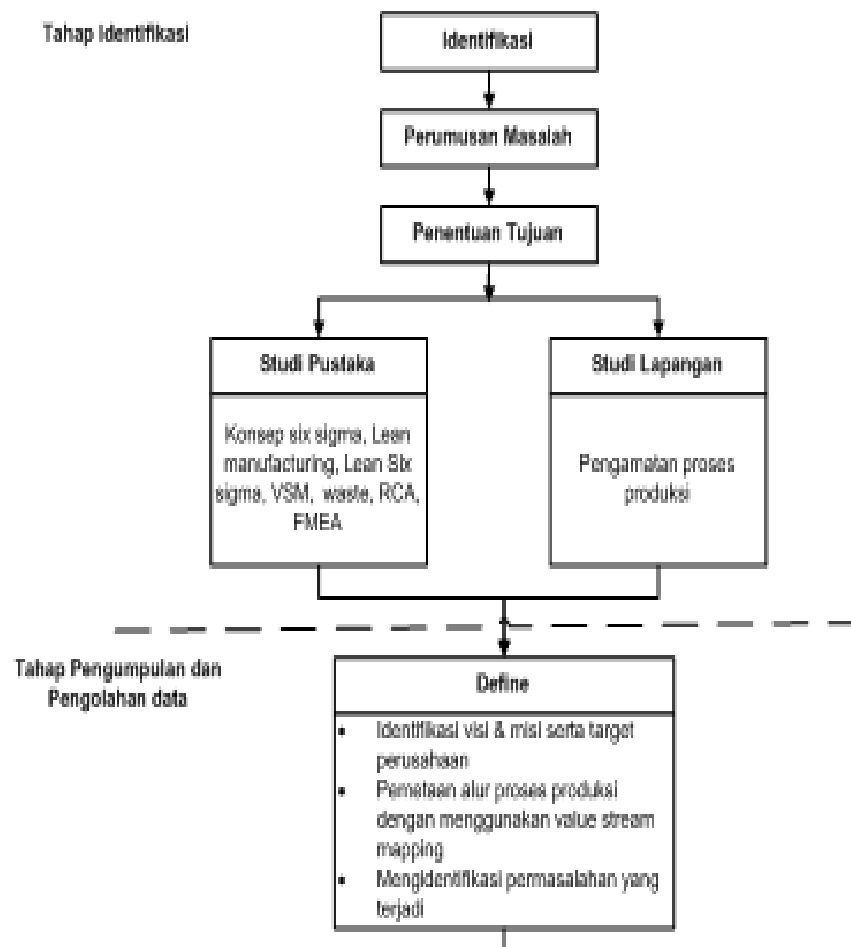 Tahap Identifikasi
Identifikasi
Perumusan Masalah
Penentuan Tujuan
Studi Pustaka
Konsep six sigma, Lean
manufacturing, Lean Six
sigma, VSM, waste, RCA,
FMEA
Studi Lapangan
Pengamatan proses
produksi
Tahap Pengumpulan dan
Pengolahan data
Define
• Identifikasi visi & misi serta target
perusahaan
• Pemetaan alur proses produksi
dengan menggunakan value stream
mapping
• Mengidentifikasi permasalahan yang
terjadi